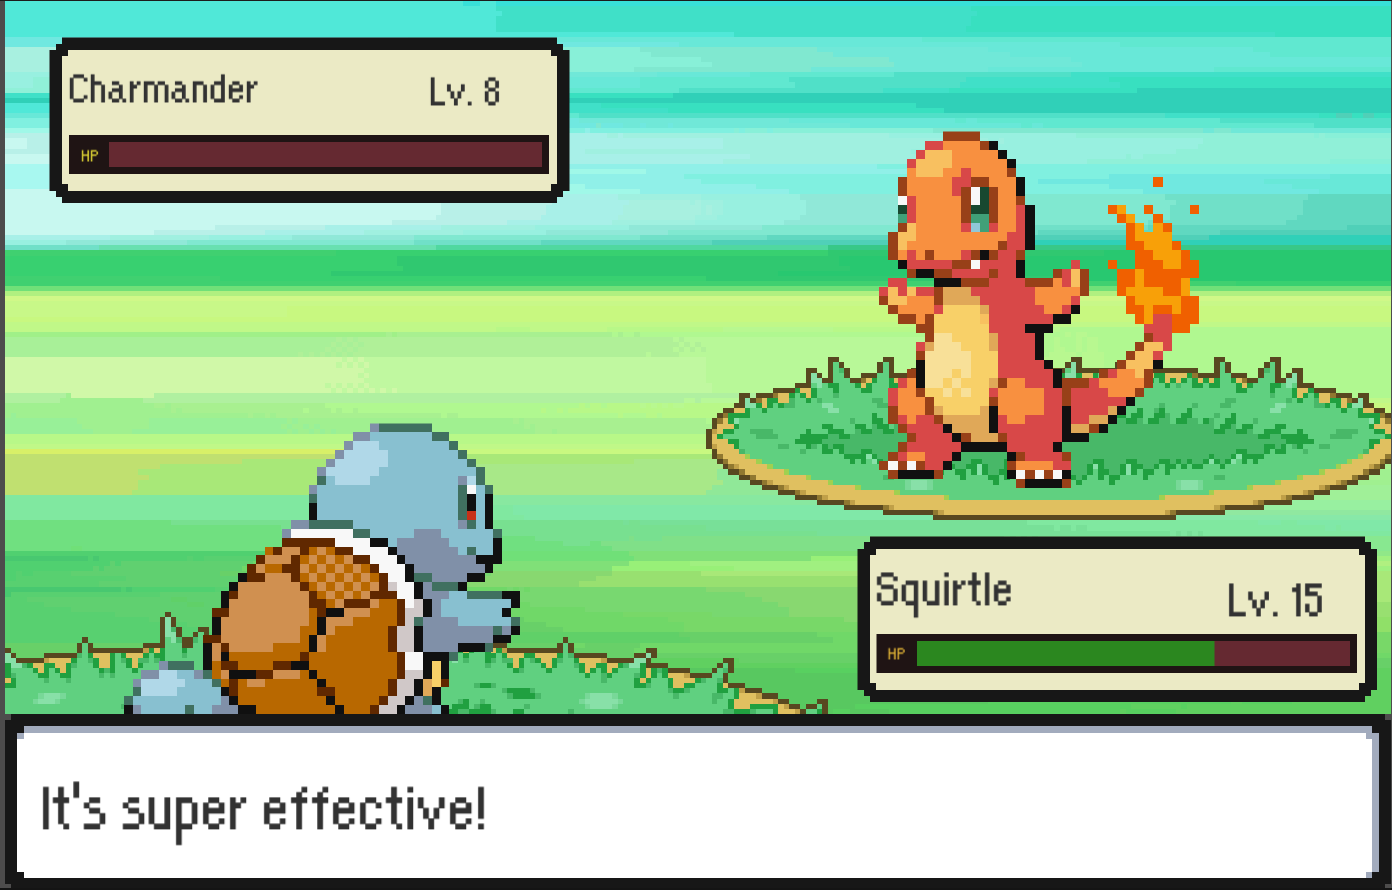 Charmander Lv. 8
HP
Squirtle Lv. 15
HP
It's super effective!